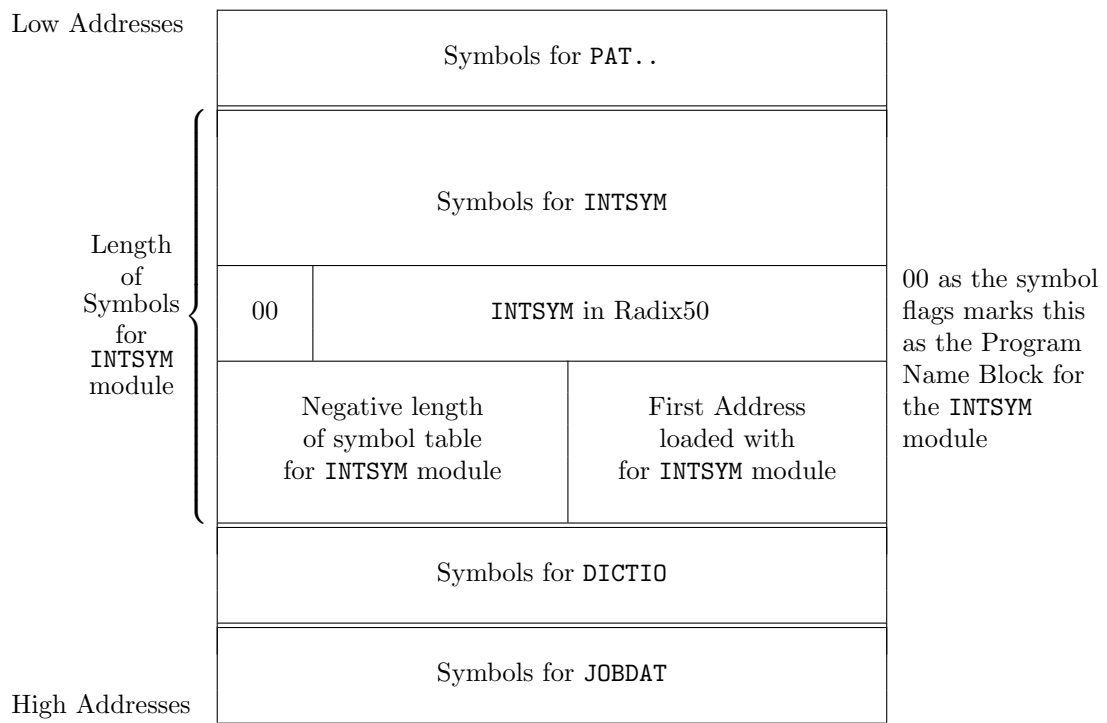 Low Addresses
Symbols for PAT..
Symbols for INTSYM
Length
of
Symbols
for
INTSYM
module
00
INTSYM in Radix50
00 as the symbol
flags marks this
as the Program
Name Block for
the INTSYM
module
Negative length
of symbol table
for INTSYM module
First Address
loaded with
for INTSYM module
Symbols for DICTIO
Symbols for JOBDAT
High Addresses